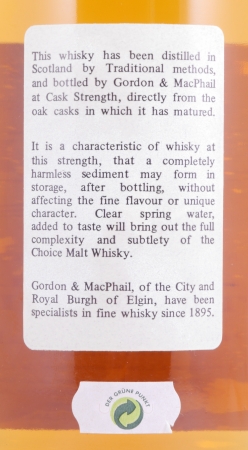 This whisky has been distilled in
Scotland by Traditional methods,
and bottled by Gordon & MacPhail
at Cask Strength, directly from the
oak casks in which it has matured.
It is a characteristic of whisky at
this strength, that a completely
harmless sediment may form in
storage, after bottling, without
affecting the fine flavour or unique
character. Clear spring water,
added to taste will bring out the full
complexity and subtlety of the
Choice Malt Whisky.
Gordon & MacPhail, of the City and
Royal Burgh of Elgin, have been
specialists in fine whisky since 1895.
DER GRÜNE PUNKT